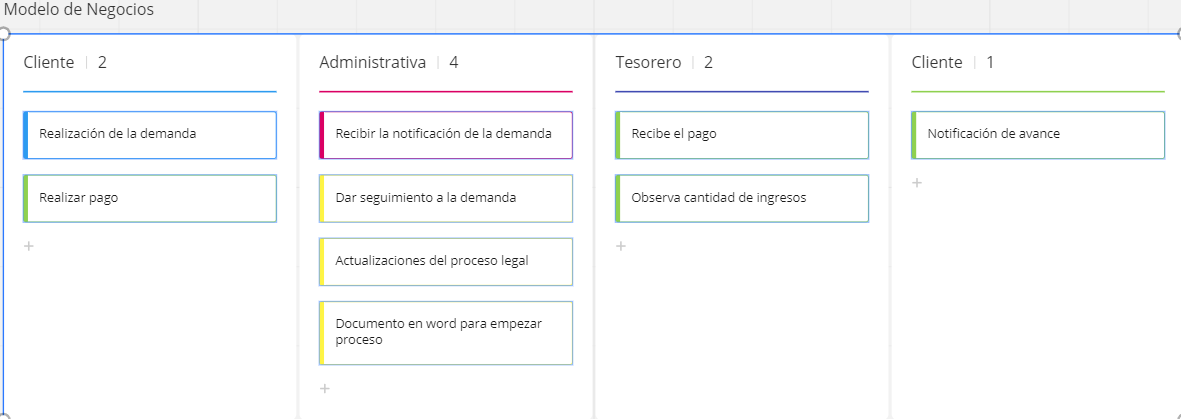 Modelo de Negocios
Cliente | 2
Realización de la demanda
Realizar pago
+
Administrativa | 4
Recibir la notificación de la demanda
Dar seguimiento a la demanda
Actualizaciones del proceso legal
Documento en word para empezar
proceso
+
Tesorero | 2
Recibe el pago
Observa cantidad de ingresos
+
Cliente | 1
Notificación de avance
+